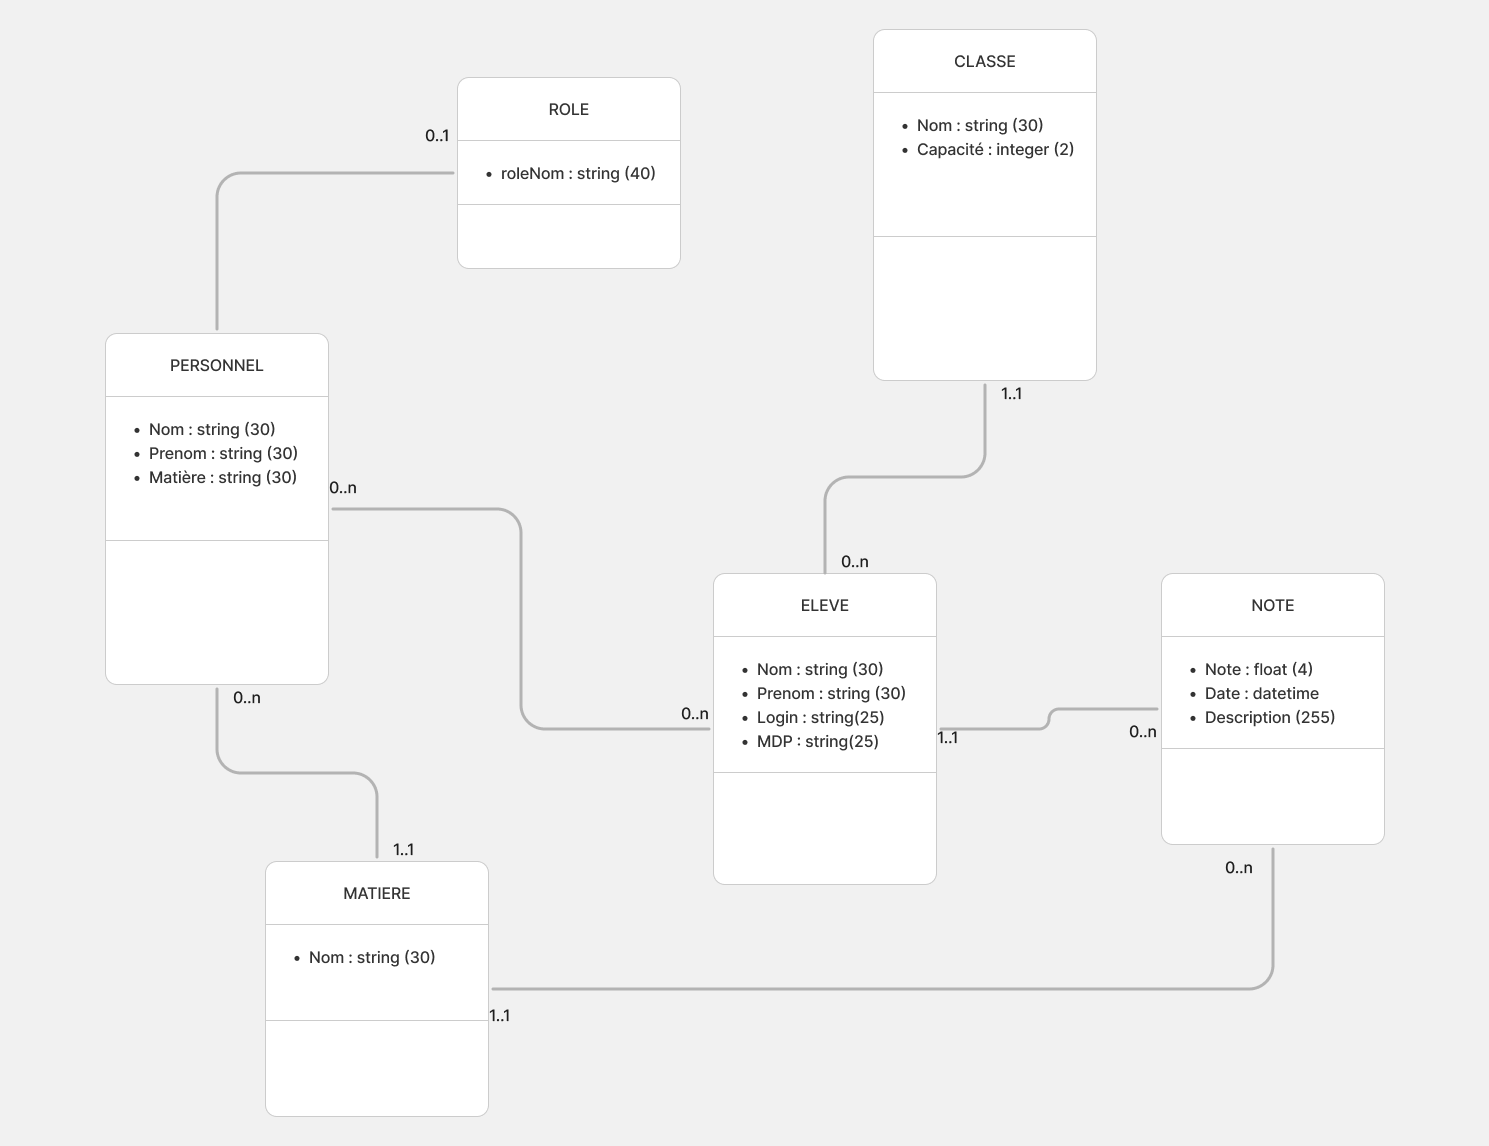 CLASSE
• Nom : string (30)
• Capacité : integer (2)
1..1
ROLE
• roleNom : string (40)
0..1
PERSONNEL
• Nom : string (30)
• Prenom : string (30)
• Matière : string (30)
0..n
0..n
0..n
ELEVE
• Nom : string (30)
• Prenom : string (30)
• Login : string(25)
• MDP : string(25)
0..n
1..1
NOTE
• Note : float (4)
• Date : datetime
• Description (255)
0..n
0..n
1..1
MATIERE
• Nom : string (30)
1..1